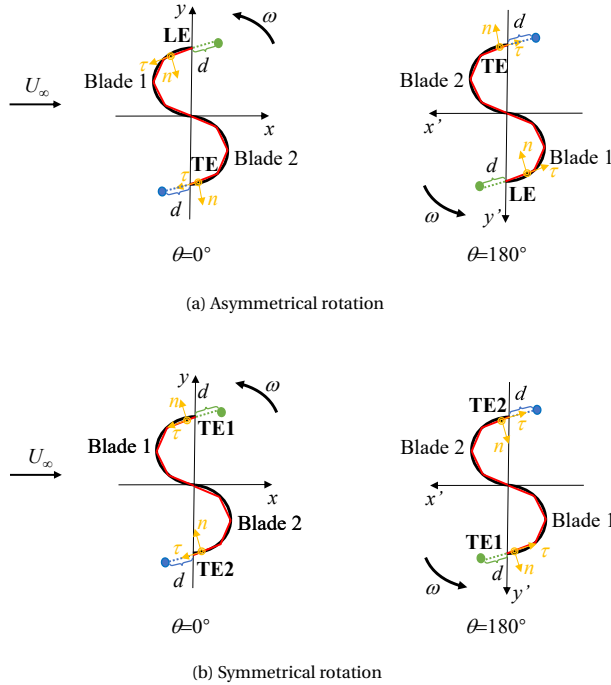 y
ω
LE
TE
d
d
τ
n
τ
n
Blade 1
Blade 2
U∞
x
x'
TE
LE
d
d
n
τ
n
τ
Blade 2
Blade 1
ω
y'
θ=0°
θ=180°
(a) Asymmetrical rotation
y
d
ω
n
τ
TE1
TE2
Blade 1
Blade 2
U∞
x
x'
n
τ
d
TE2
d
τ
n
Blade 2
Blade 1
TE1
d
τ
n
ω
y'
θ=0°
θ=180°
(b) Symmetrical rotation